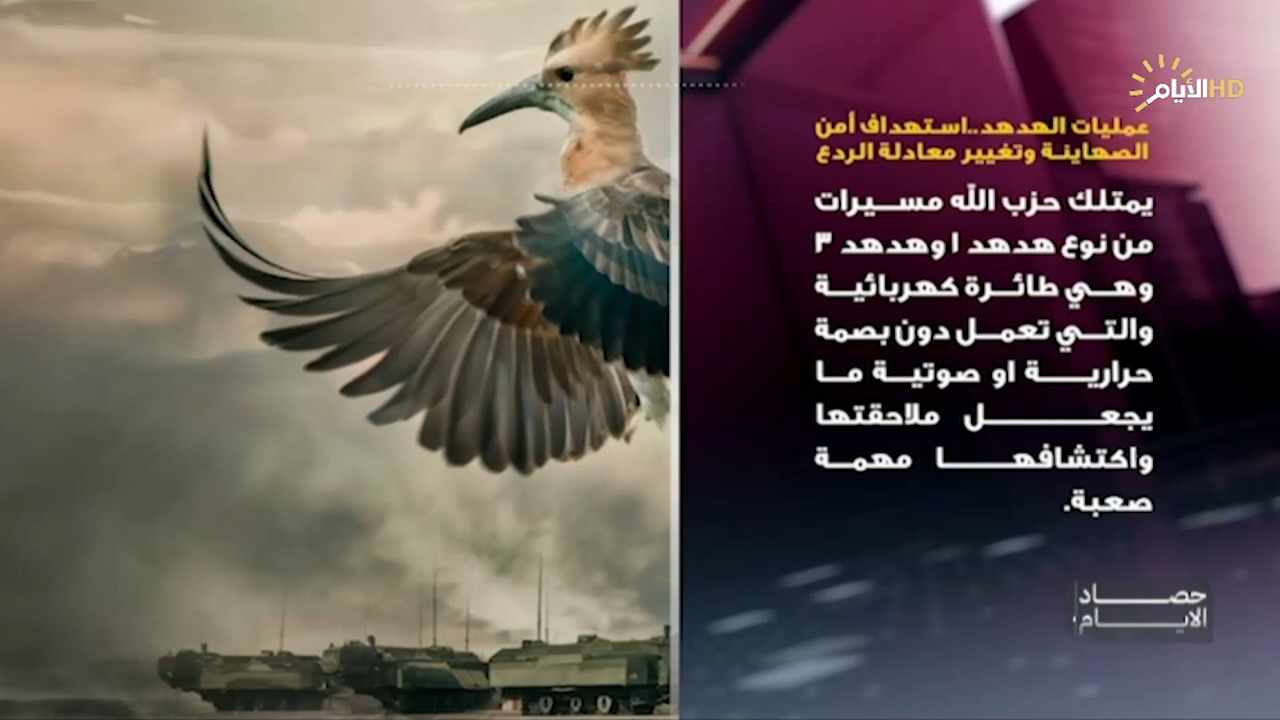 الأيام HD
عمليات الهدهد..استهداف أمن
الصهاينة وتغيير معادلة الردع
يمتلك حزب الله مسيرات
من نوع هدهد ١ وهدهد ٣
وهي طائرة كهربائية
والتي تعمل دون بصمة
حرارية او صوتية ما
يجعل ملاحقتها
واكتشافها مهمة
صعبة.
حصاد
الايام